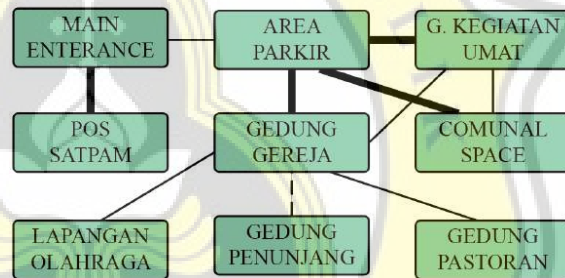 MAIN
ENTERANCE
AREA
PARKIR
G. KEGIATAN
UMAT
POS
SATPAM
GEDUNG
GEREJA
COMUNAL
SPACE
LAPANGAN
OLAHRAGA
GEDUNG
PENUNJANG
GEDUNG
PASTORAN